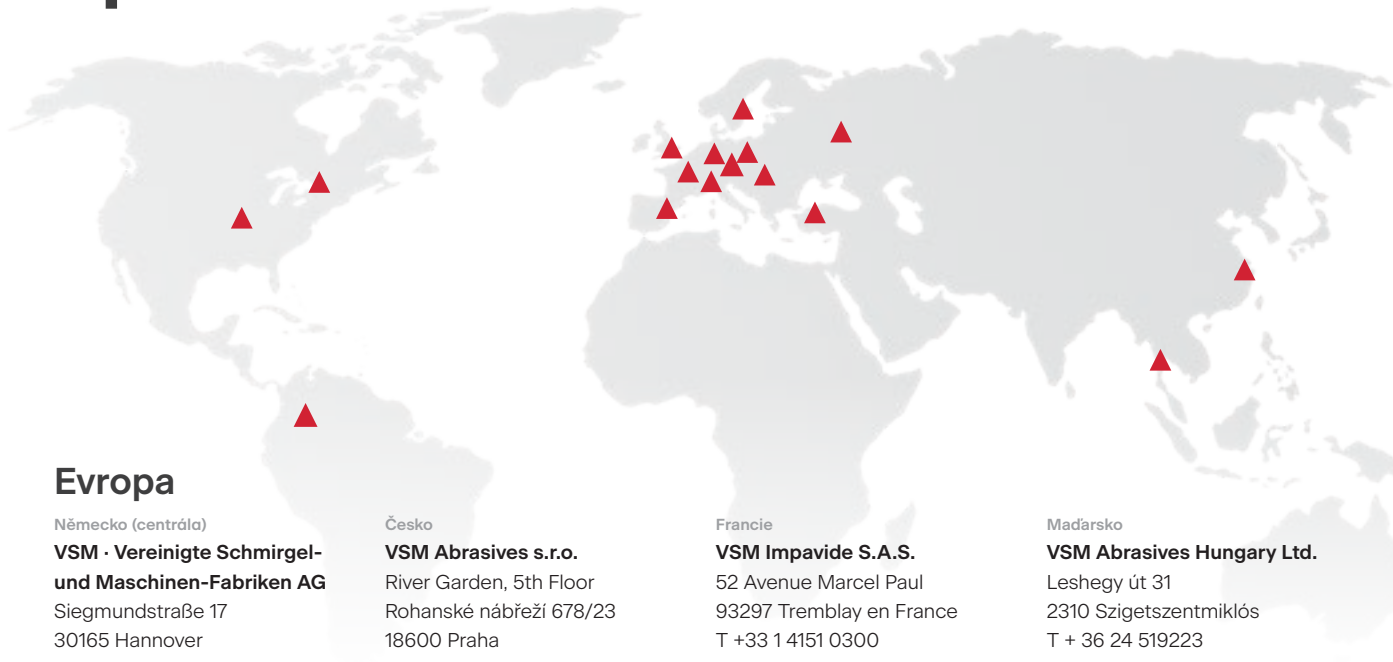 Evropa
Německo (centrála)
VSM · Vereinigte Schmirgel-
und Maschinen-Fabriken AG
Siegmundstraße 17
30165 Hannover
Česko
VSM Abrasives s.r.o.
River Garden, 5th Floor
Rohanské nábřeží 678/23
18600 Praha
Francie
VSM Impavide S.A.S.
52 Avenue Marcel Paul
93297 Tremblay en France
T +33 1 4151 0300
Maďarsko
VSM Abrasives Hungary Ltd.
Leshegy út 31
2310 Szigetszentmiklós
T + 36 24 519223